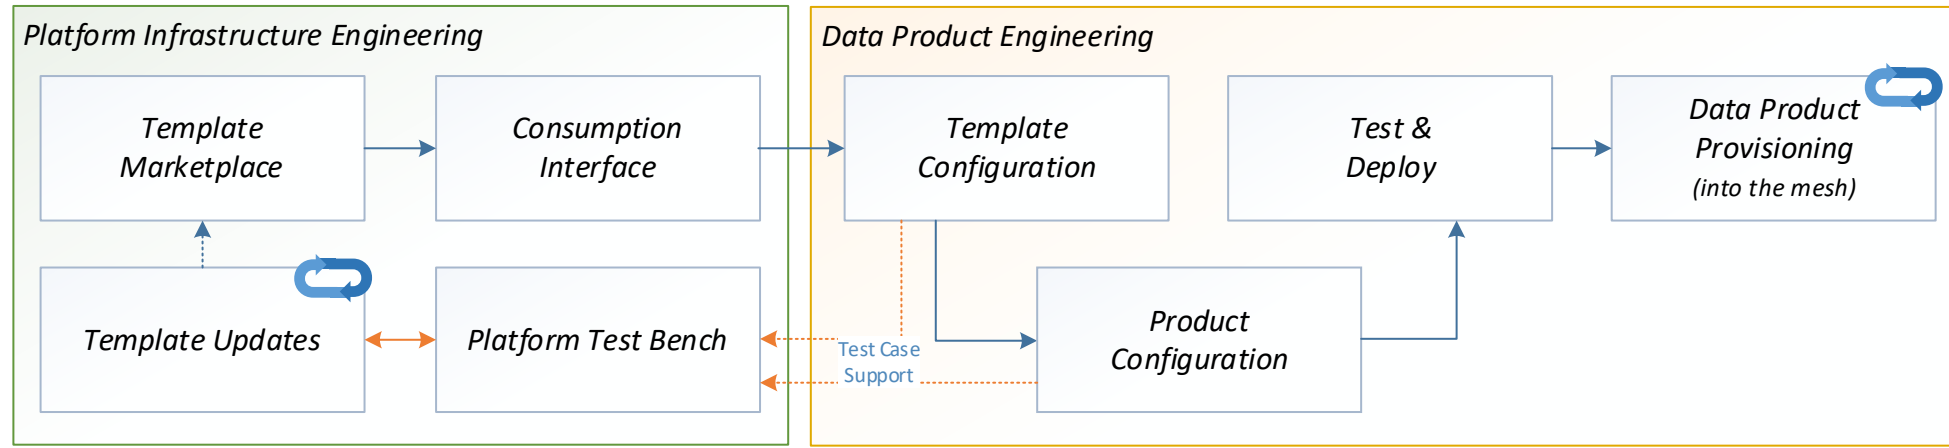 Platform Infrastructure Engineering
Template
Marketplace
Consumption
Interface
Template Updates
Platform Test Bench
Data Product Engineering
Template
Configuration
Test &
Deploy
Data Product
Provisioning
(into the mesh)
Test Case
Support
Product
Configuration